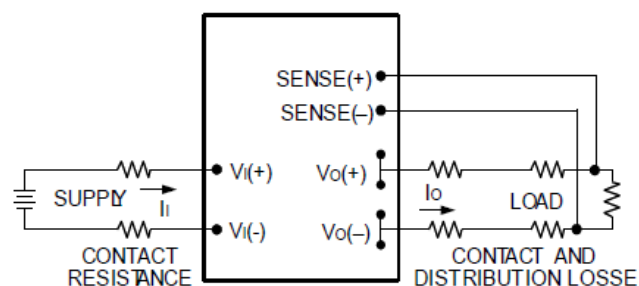 SENSE(+)
SENSE(–)
VI(+)
VO(+)
SUPPLY
II
IO
LOAD
VI(-)
VO(–)
CONTACT
RESISTANCE
CONTACT AND
DISTRIBUTION LOSSE